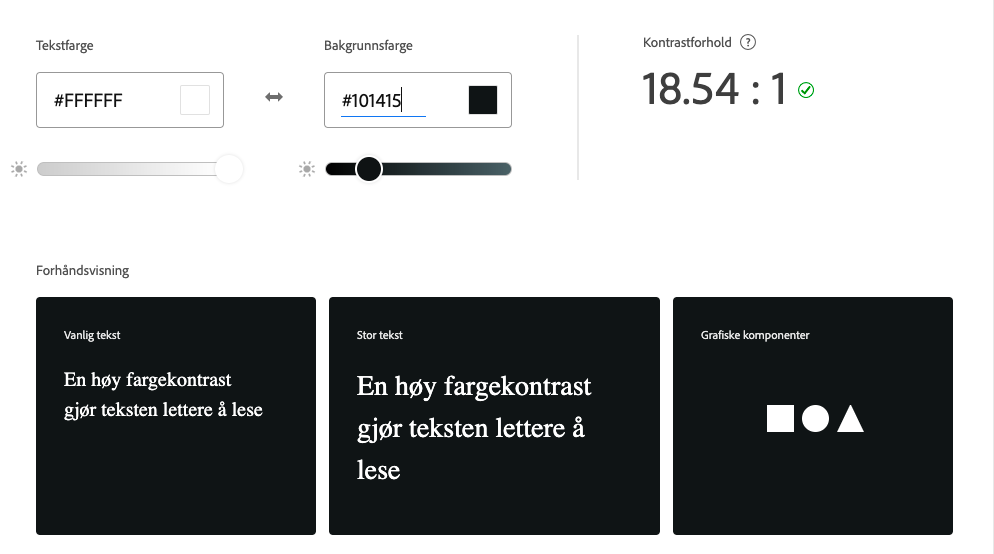 Tekstfarge
#FFFFFF
Bakgrunnsfarge
#101415
Kontrastforhold ?
18.54 : 1
Forhåndsvisning
Vanlig tekst
En høy fargekontrast
gjør teksten lettere å lese
Stor tekst
En høy fargekontrast
gjør teksten lettere å
lese
Grafiske komponenter